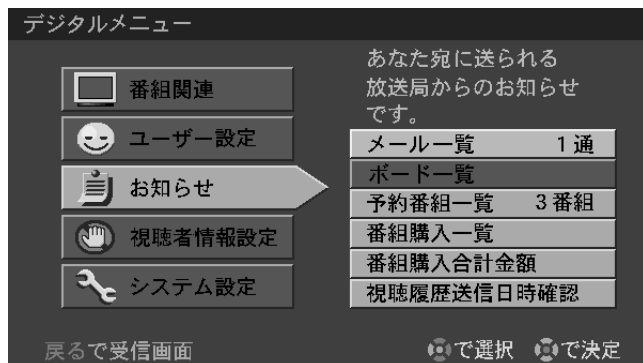 デジタルメニュー
番組関連
ユーザー設定
お知らせ
視聴者情報設定
システム設定
あなた宛に送られる
放送局からのお知らせ
です。
メール一覧 1通
ボード一覧
予約番組一覧 3番組
番組購入一覧
番組購入合計金額
視聴履歴送信日時確認
戻るで受信画面 で選択 で決定